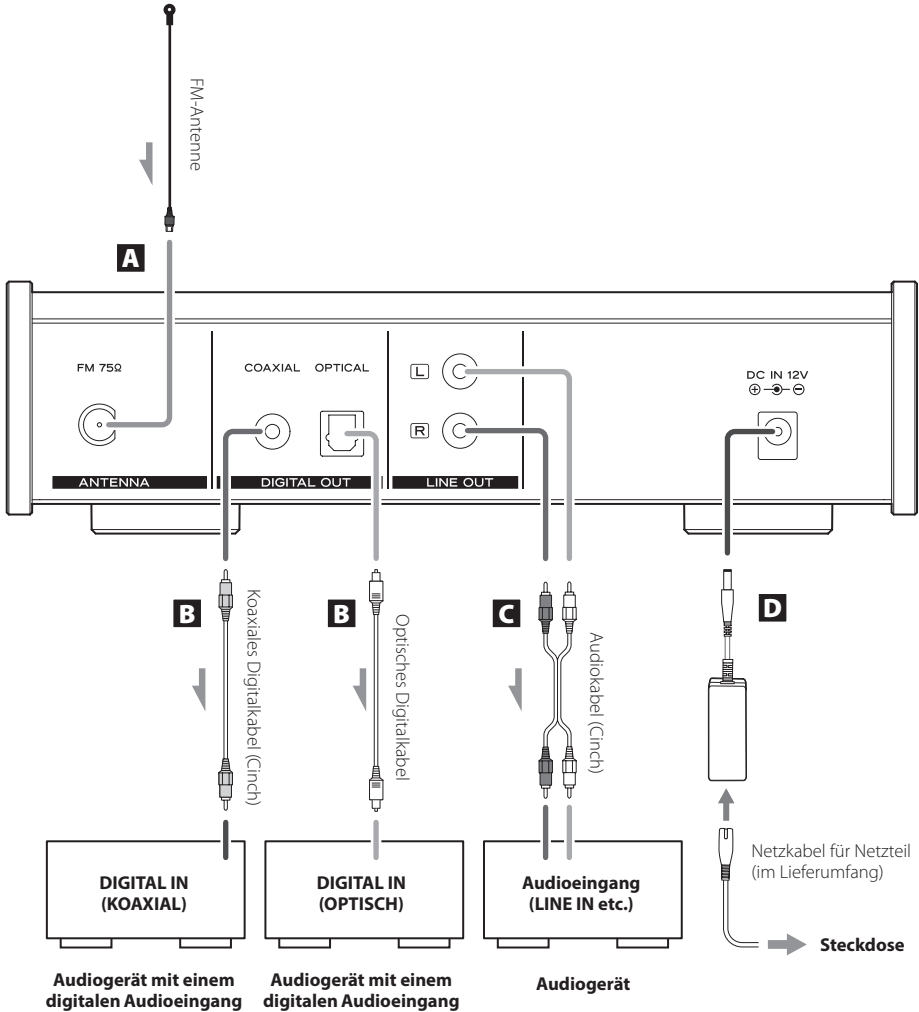 FM-Antenne
A
FM 75Ω
ANTENNA
COAXIAL
OPTICAL
DIGITAL OUT
L
R
LINE OUT
DC IN 12V
B
Koaxiales Digitalkabel (Cinch)
B
Optisches Digitalkabel
C
Audiokabel (Cinch)
D
Netzkabel für Netzteil
(im Lieferumfang)
Steckdose
DIGITAL IN
(KOAXIAL)
Audiogerät mit einem
digitalen Audioeingang
DIGITAL IN
(OPTISCH)
Audiogerät mit einem
digitalen Audioeingang
Audioeingang
(LINE IN etc.)
Audiogerät